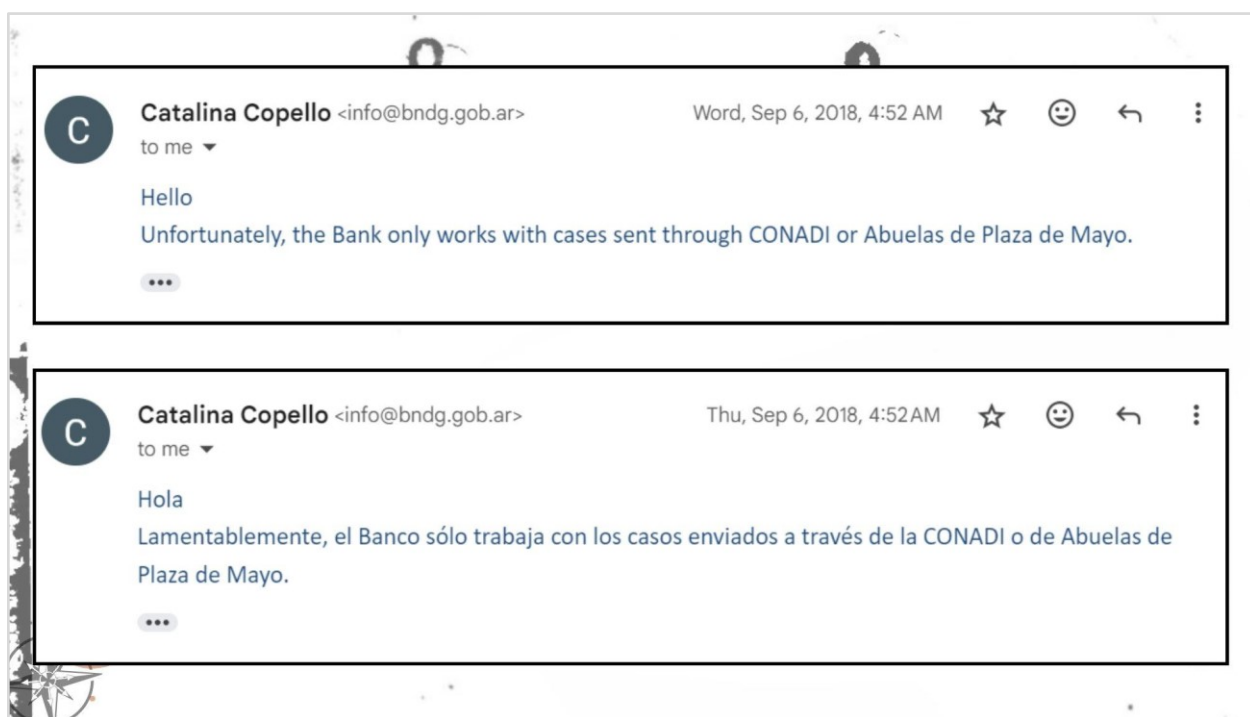 C
Catalina Copello <info@bndg.gob.ar>
Word, Sep 6, 2018, 4:52 AM
to me
Hello
Unfortunately, the Bank only works with cases sent through CONADI or Abuelas de Plaza de Mayo.
C
Catalina Copello <info@bndg.gob.ar>
Thu, Sep 6, 2018, 4:52 AM
to me
Hola
Lamentablemente, el Banco sólo trabaja con los casos enviados a través de la CONADI o de Abuelas de
Plaza de Mayo.